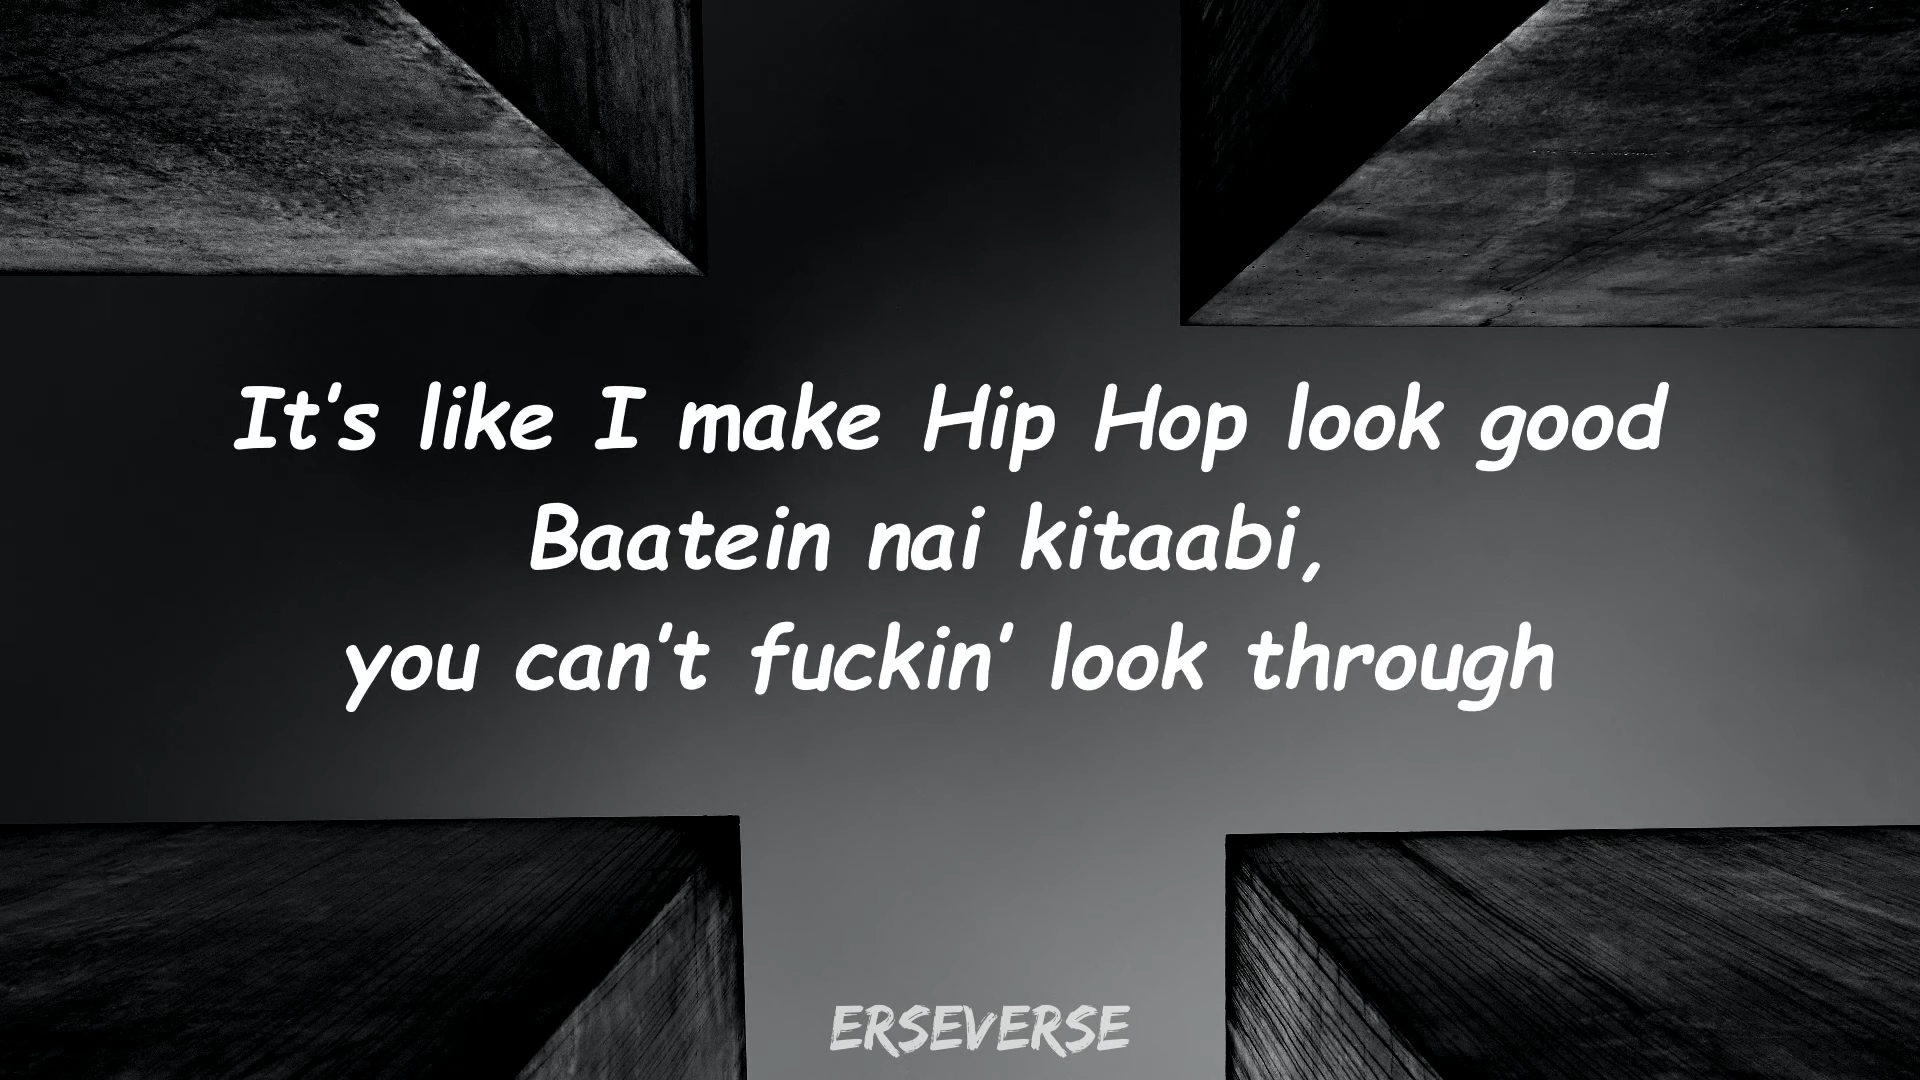 It's like I make Hip Hop look good
Baatein nai kitaabi,
you can't fuckin' look through
ERSEVERSE